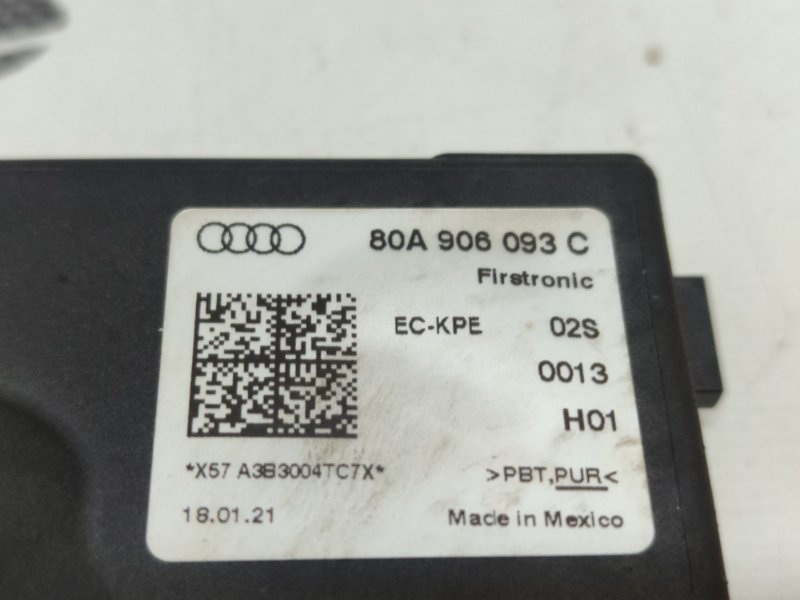 80A 906 093 C
Firstronic
EC-KPE 02S
0013
H01
*X57 A3B3004TC7X*
>PBT,PUR<
18.01.21
Made in Mexico